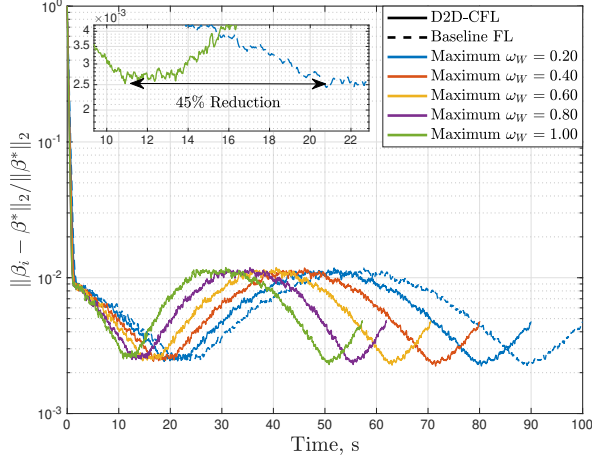 10^0
10^-1
10^-2
10^-3
||β_i − β*||_2/||β*||_2
×10^-3
4
3.5
3
2.5
2
10 12 14 16 18 20 22
45% Reduction
D2D-CFL
Baseline FL
Maximum ω_W = 0.20
Maximum ω_W = 0.40
Maximum ω_W = 0.60
Maximum ω_W = 0.80
Maximum ω_W = 1.00
0 10 20 30 40 50 60 70 80 90 100
Time, s